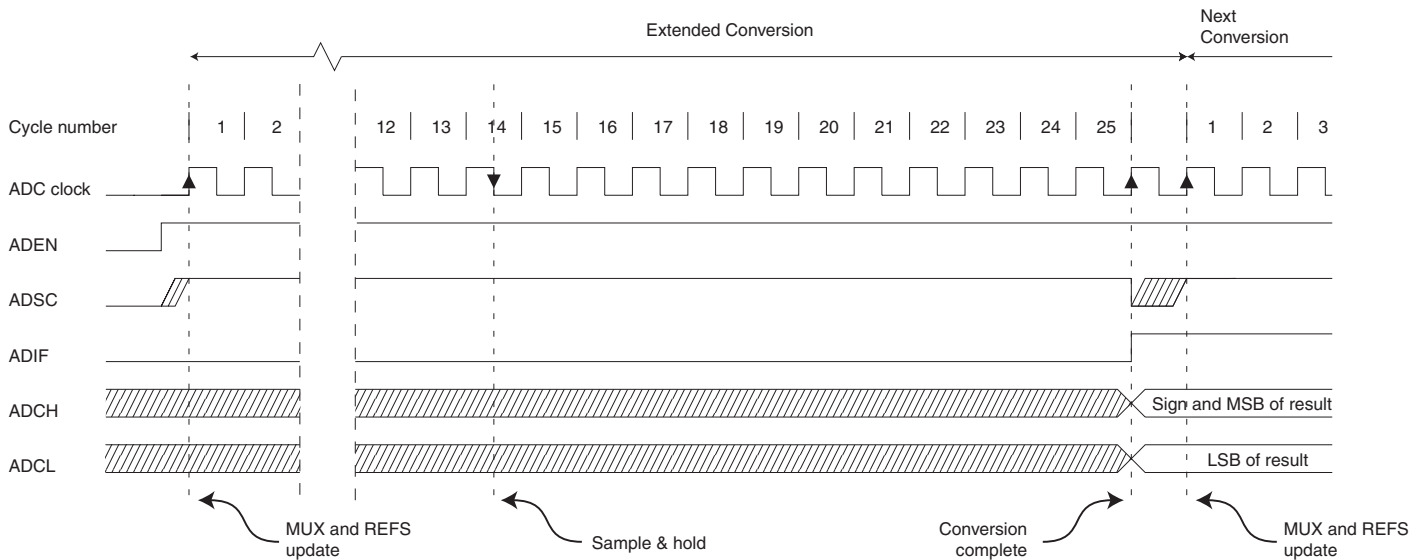 Extended Conversion
Next
Conversion
Cycle number
1 2 12 13 14 15 16 17 18 19 20 21 22 23 24 25 1 2 3
ADC clock
ADEN
ADSC
ADIF
ADCH
Sign and MSB of result
ADCL
LSB of result
MUX and REFS
update
Sample & hold
Conversion
complete
MUX and REFS
update